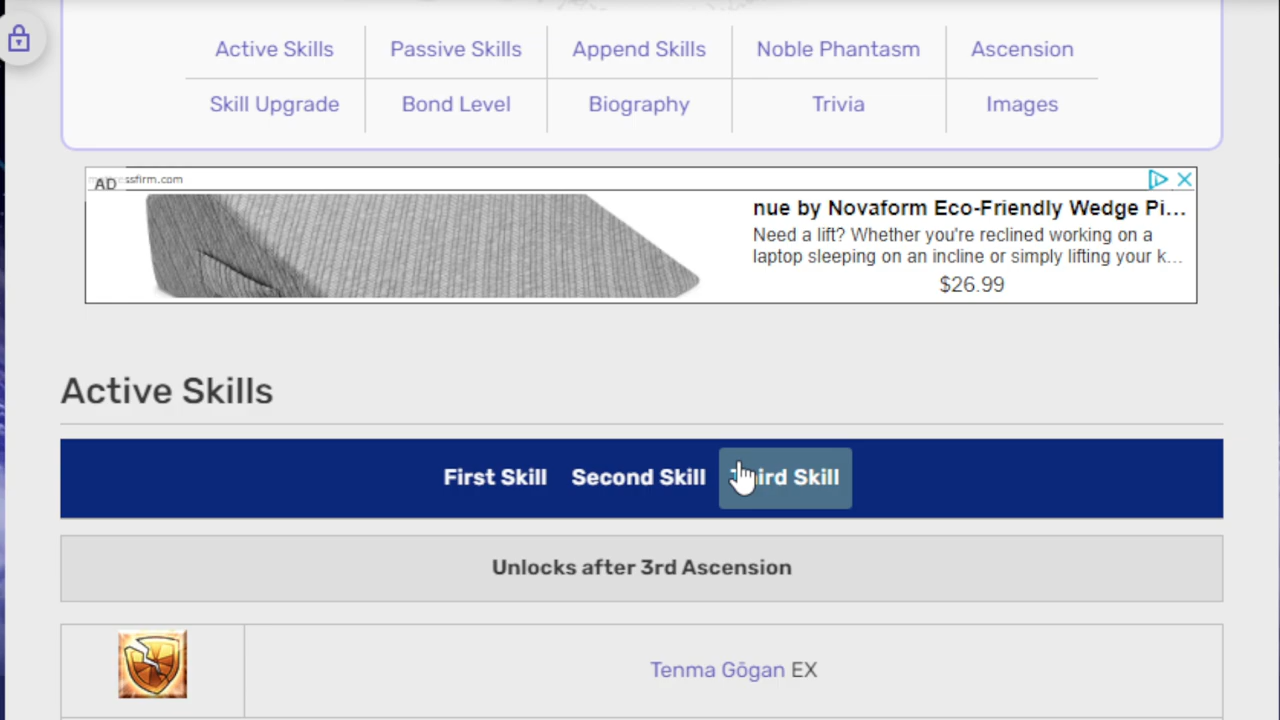 Active Skills Passive Skills Append Skills Noble Phantasm Ascension
Skill Upgrade Bond Level Biography Trivia Images
AD ssfirm.com
nue by Novaform Eco-Friendly Wedge Pi...
Need a lift? Whether you're reclined working on a
laptop sleeping on an incline or simply lifting your k...
$26.99
Active Skills
First Skill Second Skill Third Skill
Unlocks after 3rd Ascension
Tenma Gōgan EX